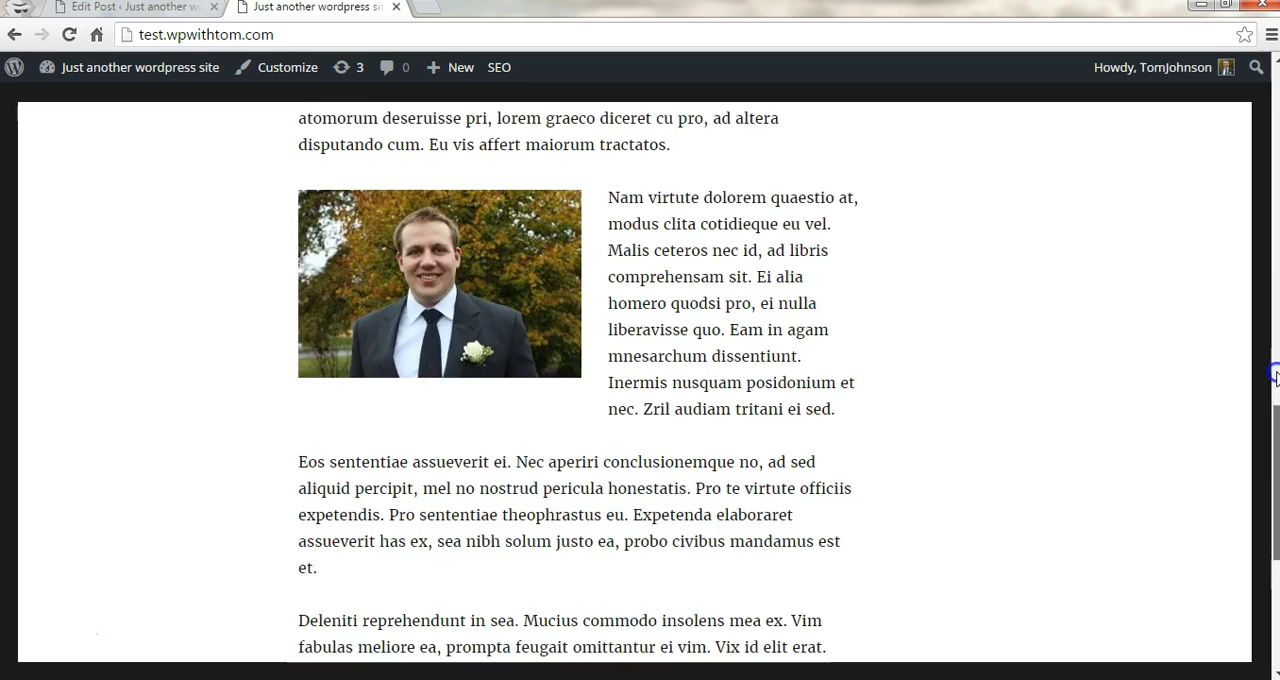 Edit Post ‹ Just another wo
Just another wordpress sit
test.wpwithtom.com
Just another wordpress site Customize 3 0 New SEO Howdy, TomJohnson
atomorum deseruisse pri, lorem graeco diceret cu pro, ad altera
disputando cum. Eu vis affert maiorum tractatos.
Nam virtute dolorem quaestio at,
modus clita cotidieque eu vel.
Malis ceteros nec id, ad libris
comprehensam sit. Ei alia
homero quodsi pro, ei nulla
liberavisse quo. Eam in agam
mnesarchum dissentiunt.
Inermis nusquam posidonium et
nec. Zril audiam tritani ei sed.
Eos sententiae assueverit ei. Nec aperiri conclusionemque no, ad sed
aliquid percipit, mel no nostrud pericula honestatis. Pro te virtute officiis
expetendis. Pro sententiae theophrastus eu. Expetenda elaboraret
assueverit has ex, sea nibh solum justo ea, probo civibus mandamus est
et.
Deleniti reprehendunt in sea. Mucius commodo insolens mea ex. Vim
fabulas meliore ea, prompta feugait omittantur ei vim. Vix id elit erat.